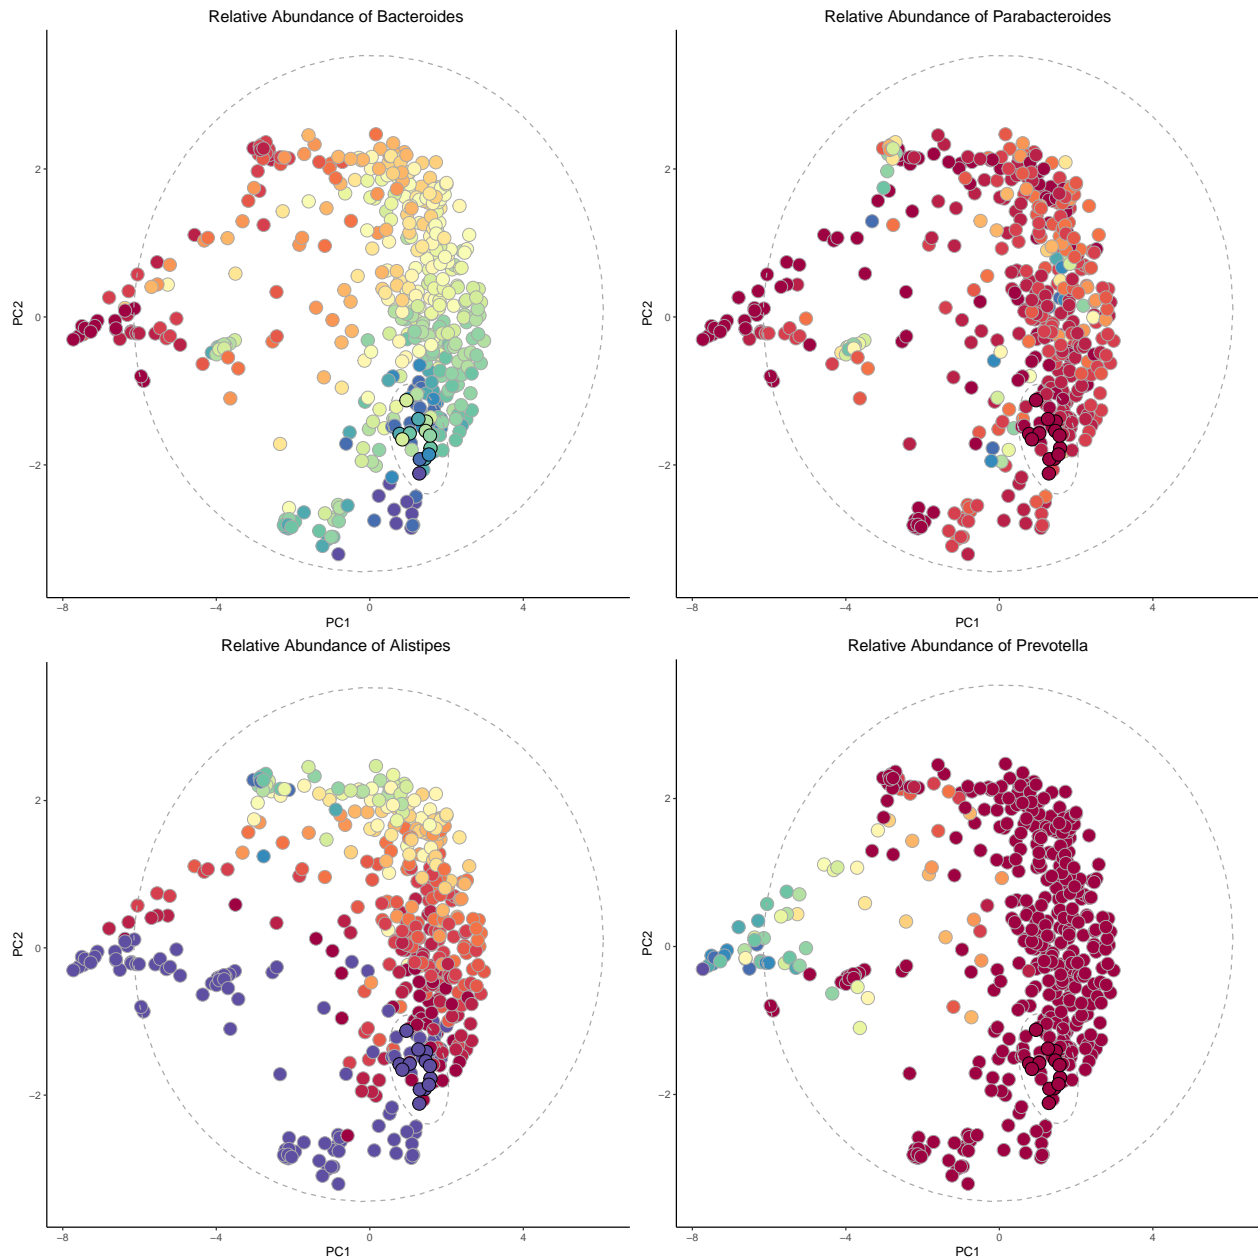 Relative Abundance of Bacteroides
2
0
−2
PC2
−8
−4
0
4
PC1
Relative Abundance of Parabacteroides
2
0
−2
PC2
−8
−4
0
4
PC1
Relative Abundance of Alistipes
2
0
−2
PC2
−8
−4
0
4
PC1
Relative Abundance of Prevotella
2
0
−2
PC2
−8
−4
0
4
PC1